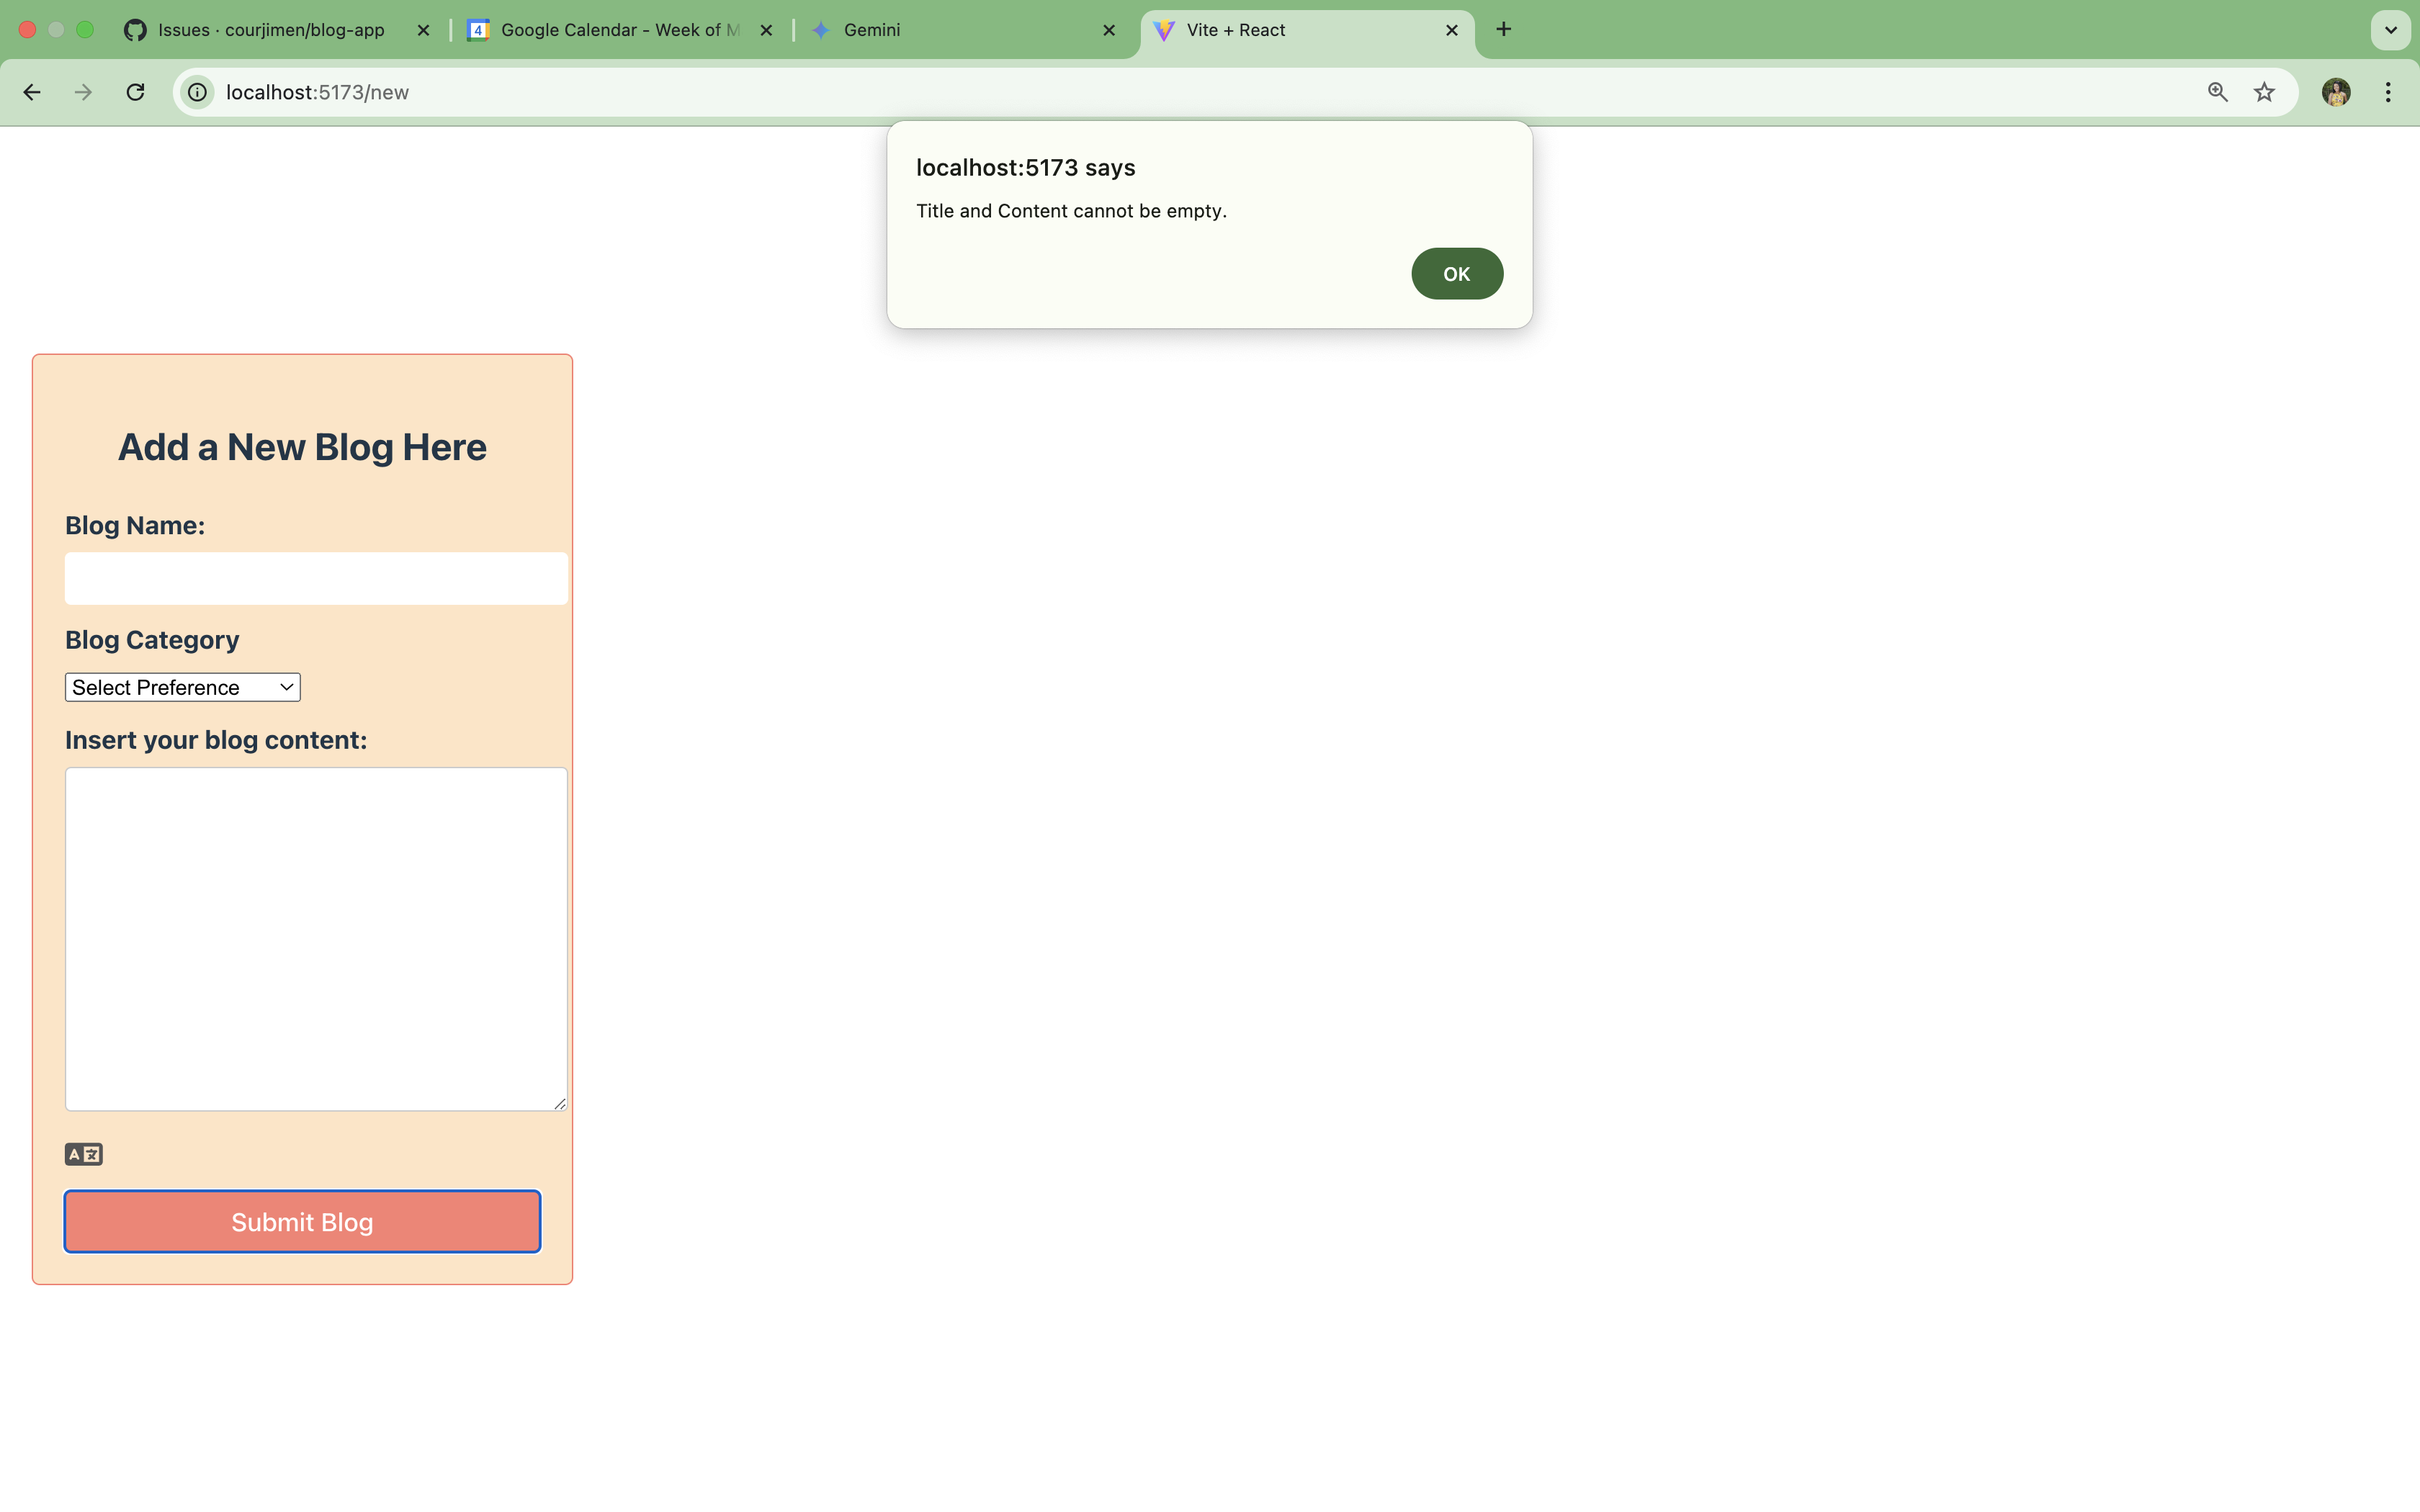 Issues · courjimen/blog-app
4
Google Calendar - Week of M
Gemini
Vite + React
localhost:5173/new
localhost:5173 says
Title and Content cannot be empty.
OK
Add a New Blog Here
Blog Name:
Blog Category
Select Preference
Insert your blog content:
A 文
Submit Blog